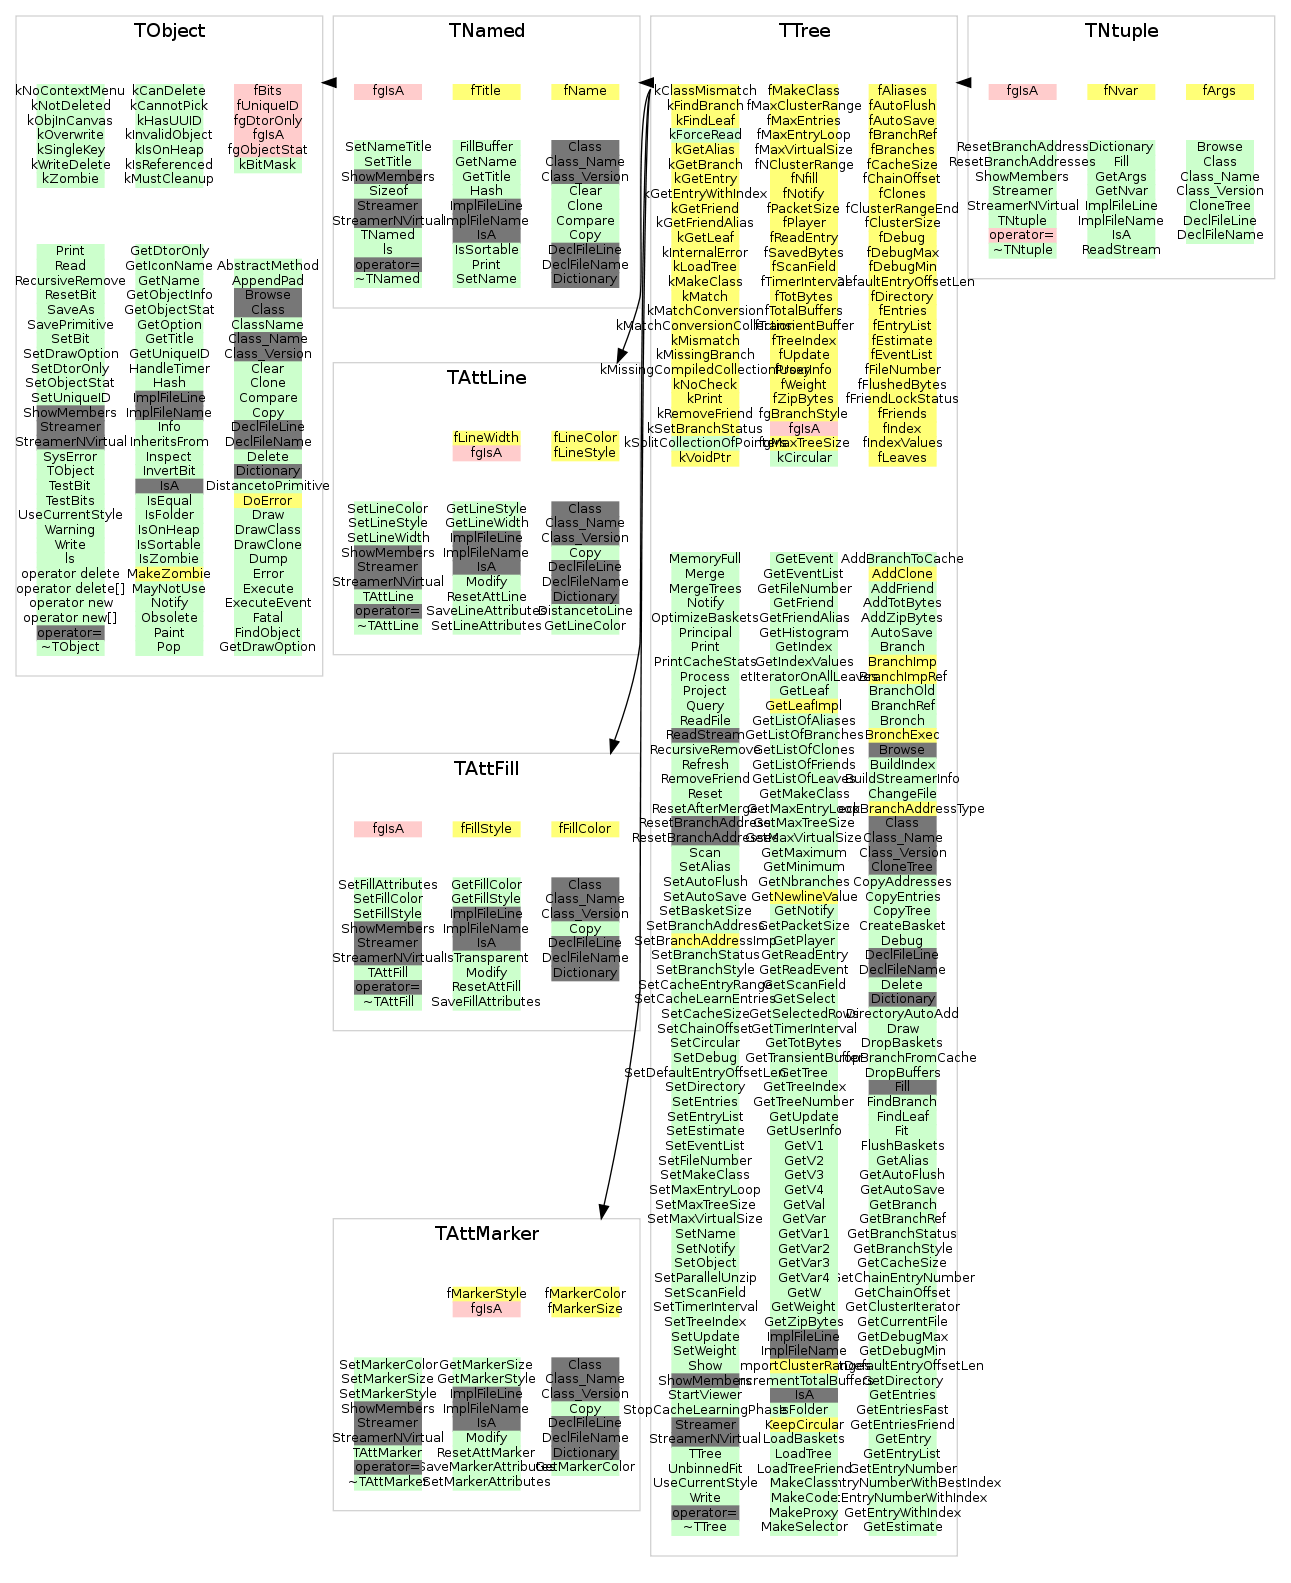 TObject
kNoContextMenu
kNotDeleted
kObjInCanvas
kOverwrite
kSingleKey
kWriteDelete
kZombie
kCanDelete
kCannotPick
kHasUUID
kInvalidObject
kIsOnHeap
kIsReferenced
kMustCleanup
fBits
fUniqueID
fgDtorOnly
fgIsA
fgObjectStat
kBitMask
Print
Read
RecursiveRemove
ResetBit
SaveAs
SavePrimitive
SetBit
SetDrawOption
SetDtorOnly
SetObjectStat
SetUniqueID
ShowMembers
Streamer
StreamerNVirtual
SysError
TObject
TestBit
TestBits
UseCurrentStyle
Warning
Write
ls
operator delete
operator delete[]
operator new
operator new[]
operator=
~TObject
GetDtorOnly
GetIconName
GetName
GetObjectInfo
GetObjectStat
GetOption
GetTitle
GetUniqueID
HandleTimer
Hash
ImplFileLine
ImplFileName
Info
InheritsFrom
Inspect
InvertBit
IsA
IsEqual
IsFolder
IsOnHeap
IsSortable
IsZombie
MakeZombie
MayNotUse
Notify
Obsolete
Paint
Pop
AbstractMethod
AppendPad
Browse
Class
ClassName
Class_Name
Class_Version
Clear
Clone
Compare
Copy
DeclFileLine
DeclFileName
Delete
Dictionary
DistancetoPrimitive
DoError
Draw
DrawClass
DrawClone
Dump
Error
Execute
ExecuteEvent
Fatal
FindObject
GetDrawOption
TNamed
fgIsA
fTitle
fName
SetNameTitle
SetTitle
ShowMembers
Sizeof
Streamer
StreamerNVirtual
TNamed
ls
operator=
~TNamed
FillBuffer
GetName
GetTitle
Hash
ImplFileLine
ImplFileName
IsA
IsSortable
Print
SetName
Class
Class_Name
Class_Version
Clear
Clone
Compare
Copy
DeclFileLine
DeclFileName
Dictionary
TAttLine
fLineWidth
fgIsA
fLineColor
fLineStyle
SetLineColor
SetLineStyle
SetLineWidth
ShowMembers
Streamer
StreamerNVirtual
TAttLine
operator=
~TAttLine
GetLineStyle
GetLineWidth
ImplFileLine
ImplFileName
IsA
Modify
ResetAttLine
SaveLineAttributes
SetLineAttributes
Class
Class_Name
Class_Version
Copy
DeclFileLine
DeclFileName
Dictionary
DistancetoLine
GetLineColor
TAttFill
fgIsA
fFillStyle
fFillColor
SetFillAttributes
SetFillColor
SetFillStyle
ShowMembers
Streamer
StreamerNVirtual
TAttFill
operator=
~TAttFill
GetFillColor
GetFillStyle
ImplFileLine
ImplFileName
IsA
IsTransparent
Modify
ResetAttFill
SaveFillAttributes
Class
Class_Name
Class_Version
Copy
DeclFileLine
DeclFileName
Dictionary
TAttMarker
fMarkerStyle
fgIsA
fMarkerColor
fMarkerSize
SetMarkerColor
SetMarkerSize
SetMarkerStyle
ShowMembers
Streamer
StreamerNVirtual
TAttMarker
operator=
~TAttMarker
GetMarkerSize
GetMarkerStyle
ImplFileLine
ImplFileName
IsA
Modify
ResetAttMarker
SaveMarkerAttributes
SetMarkerAttributes
Class
Class_Name
Class_Version
Copy
DeclFileLine
DeclFileName
Dictionary
GetMarkerColor
TTree
kClassMismatch
kFindBranch
kFindLeaf
kForceRead
kGetAlias
kGetBranch
kGetEntry
kGetEntryWithIndex
kGetFriend
kGetFriendAlias
kGetLeaf
kInternalError
kLoadTree
kMakeClass
kMatch
kMatchConversion
kMatchConversionCollection
kMismatch
kMissingBranch
kMissingCompiledCollectionProxy
kNoCheck
kPrint
kRemoveFriend
kSetBranchStatus
kSplitCollectionOfPointers
kVoidPtr
fMakeClass
fMaxClusterRange
fMaxEntries
fMaxEntryLoop
fMaxVirtualSize
fNClusterRange
fNfill
fNotify
fPacketSize
fPlayer
fReadEntry
fSavedBytes
fScanField
fTimerInterval
fTotBytes
fTotalBuffers
fTransientBuffer
fTreeIndex
fUpdate
fUserInfo
fWeight
fZipBytes
fgBranchStyle
fgIsA
fgMaxTreeSize
kCircular
fAliases
fAutoFlush
fAutoSave
fBranchRef
fBranches
fCacheSize
fChainOffset
fClones
fClusterRangeEnd
fClusterSize
fDebug
fDebugMax
fDebugMin
fDefaultEntryOffsetLen
fDirectory
fEntries
fEntryList
fEstimate
fEventList
fFileNumber
fFlushedBytes
fFriendLockStatus
fFriends
fIndex
fIndexValues
fLeaves
MemoryFull
Merge
MergeTrees
Notify
OptimizeBaskets
Principal
Print
PrintCacheStats
Process
Project
Query
ReadFile
ReadStream
RecursiveRemove
Refresh
RemoveFriend
Reset
ResetAfterMerge
ResetBranchAddress
ResetBranchAddresses
Scan
SetAlias
SetAutoFlush
SetAutoSave
SetBasketSize
SetBranchAddress
SetBranchAddressImp
SetBranchStatus
SetBranchStyle
SetCacheEntryRange
SetCacheLearnEntries
SetCacheSize
SetChainOffset
SetCircular
SetDebug
SetDefaultEntryOffsetLen
SetDirectory
SetEntries
SetEntryList
SetEstimate
SetEventList
SetFileNumber
SetMakeClass
SetMaxEntryLoop
SetMaxTreeSize
SetMaxVirtualSize
SetName
SetNotify
SetObject
SetParallelUnzip
SetScanField
SetTimerInterval
SetTreeIndex
SetUpdate
SetWeight
Show
ShowMembers
StartViewer
StopCacheLearningPhase
Streamer
StreamerNVirtual
TTree
UnbinnedFit
UseCurrentStyle
Write
operator=
~TTree
GetEvent
GetEventList
GetFileNumber
GetFriend
GetFriendAlias
GetHistogram
GetIndex
GetIndexValues
etIteratorOnAllLeaves
GetLeaf
GetLeafImpl
GetListOfAliases
GetListOfBranches
GetListOfClones
GetListOfFriends
GetListOfLeaves
GetMakeClass
GetMaxEntryLoop
GetMaxTreeSize
GetMaxVirtualSize
GetMaximum
GetMinimum
GetNbranches
GetNewlineValue
GetNotify
GetPacketSize
GetPlayer
GetReadEntry
GetReadEvent
GetScanField
GetSelect
GetSelectedRows
GetTimerInterval
GetTotBytes
GetTransientBuffer
GetTree
GetTreeIndex
GetTreeNumber
GetUpdate
GetUserInfo
GetV1
GetV2
GetV3
GetV4
GetVal
GetVar
GetVar1
GetVar2
GetVar3
GetVar4
GetW
GetWeight
GetZipBytes
ImplFileLine
ImplFileName
mportClusterRanges
ncrementTotalBuffers
IsA
IsFolder
KeepCircular
LoadBaskets
LoadTree
LoadTreeFriend
MakeClass
MakeCode
MakeProxy
MakeSelector
AddBranchToCache
AddClone
AddFriend
AddTotBytes
AddZipBytes
AutoSave
Branch
BranchImp
BranchImpRef
BranchOld
BranchRef
Bronch
BronchExec
Browse
BuildIndex
BuildStreamerInfo
ChangeFile
eckBranchAddressType
Class
Class_Name
Class_Version
CloneTree
CopyAddresses
CopyEntries
CopyTree
CreateBasket
Debug
DeclFileLine
DeclFileName
Delete
Dictionary
DirectoryAutoAdd
Draw
DropBaskets
opBranchFromCache
DropBuffers
Fill
FindBranch
FindLeaf
Fit
FlushBaskets
GetAlias
GetAutoFlush
GetAutoSave
GetBranch
GetBranchRef
GetBranchStatus
GetBranchStyle
GetCacheSize
GetChainEntryNumber
GetChainOffset
GetClusterIterator
GetCurrentFile
GetDebugMax
GetDebugMin
tDefaultEntryOffsetLen
GetDirectory
GetEntries
GetEntriesFast
GetEntriesFriend
GetEntry
GetEntryList
GetEntryNumber
ntryNumberWithBestIndex
tEntryNumberWithIndex
GetEntryWithIndex
GetEstimate
TNtuple
fgIsA
fNvar
fArgs
ResetBranchAddress
ResetBranchAddresses
ShowMembers
Streamer
StreamerNVirtual
TNtuple
operator=
~TNtuple
Dictionary
Fill
GetArgs
GetNvar
ImplFileLine
ImplFileName
IsA
ReadStream
Browse
Class
Class_Name
Class_Version
CloneTree
DeclFileLine
DeclFileName